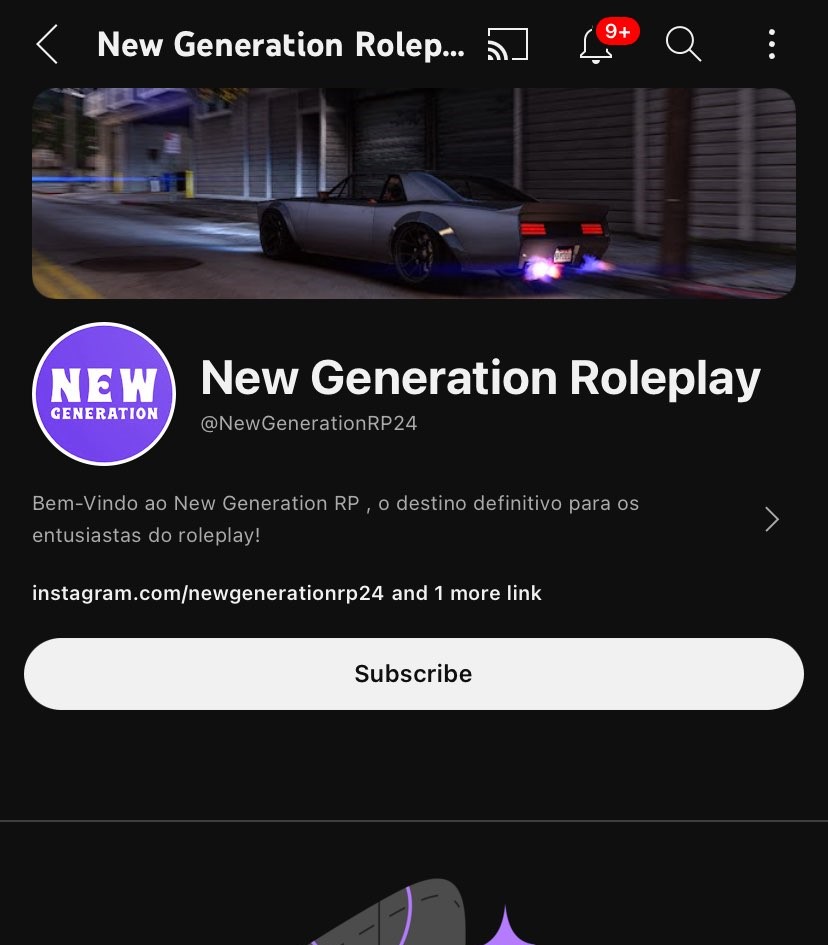 New Generation Rolep...
9+
NEW
GENERATION
New Generation Roleplay
@NewGenerationRP24
Bem-Vindo ao New Generation RP , o destino definitivo para os
entusiastas do roleplay!
instagram.com/newgenerationrp24 and 1 more link
Subscribe